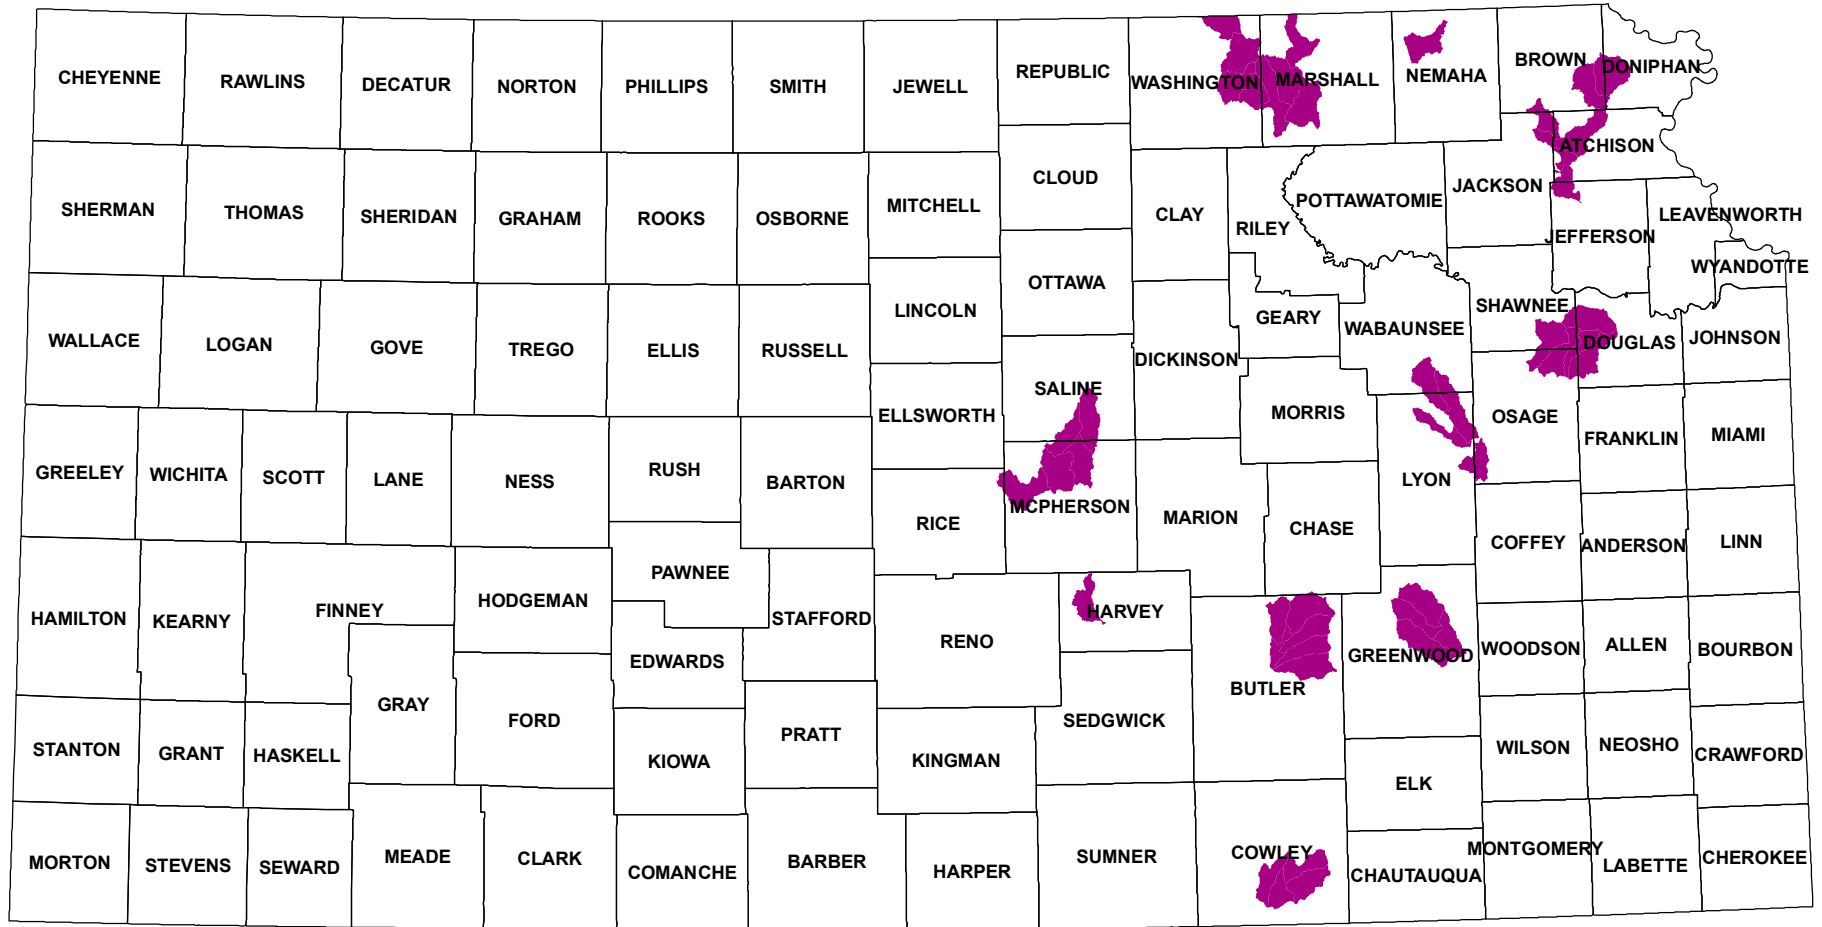 CHEYENNE
RAWLINS
DECATUR
NORTON
PHILLIPS
SMITH
JEWELL
REPUBLIC
WASHINGTON
MARSHALL
NEMAHA
BROWN
DONIPHAN
ATCHISON
SHERMAN
THOMAS
SHERIDAN
GRAHAM
ROOKS
OSBORNE
MITCHELL
CLOUD
CLAY
RILEY
POTTAWATOMIE
JACKSON
JEFFERSON
LEAVENWORTH
WYANDOTTE
WALLACE
LOGAN
GOVE
TREGO
ELLIS
RUSSELL
LINCOLN
OTTAWA
GEARY
WABAUNSEE
SHAWNEE
DOUGLAS
JOHNSON
DICKINSON
SALINE
ELLSWORTH
MORRIS
OSAGE
FRANKLIN
MIAMI
GREELEY
WICHITA
SCOTT
LANE
NESS
RUSH
BARTON
RICE
MCPHERSON
MARION
CHASE
LYON
COFFEY
ANDERSON
LINN
HAMILTON
KEARNY
FINNEY
HODGEMAN
PAWNEE
STAFFORD
EDWARDS
RENO
HARVEY
BUTLER
GREENWOOD
WOODSON
ALLEN
BOURBON
STANTON
GRANT
HASKELL
GRAY
FORD
KIOWA
PRATT
KINGMAN
SEDGWICK
ELK
WILSON
NEOSHO
CRAWFORD
MORTON
STEVENS
SEWARD
MEADE
CLARK
COMANCHE
BARBER
HARPER
SUMNER
COWLEY
CHAUTAUQUA
MONTGOMERY
LABETTE
CHEROKEE